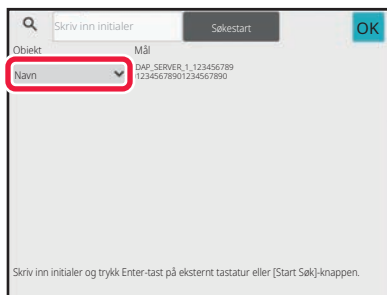 Skriv inn initialer
Søkestart
OK
Objekt
Mål
Navn
DAP_SERVER_1_123456789
12345678901234567890
Skriv inn initialer og trykk Enter-tast på eksternt tastatur eller [Start Søk]-knappen.